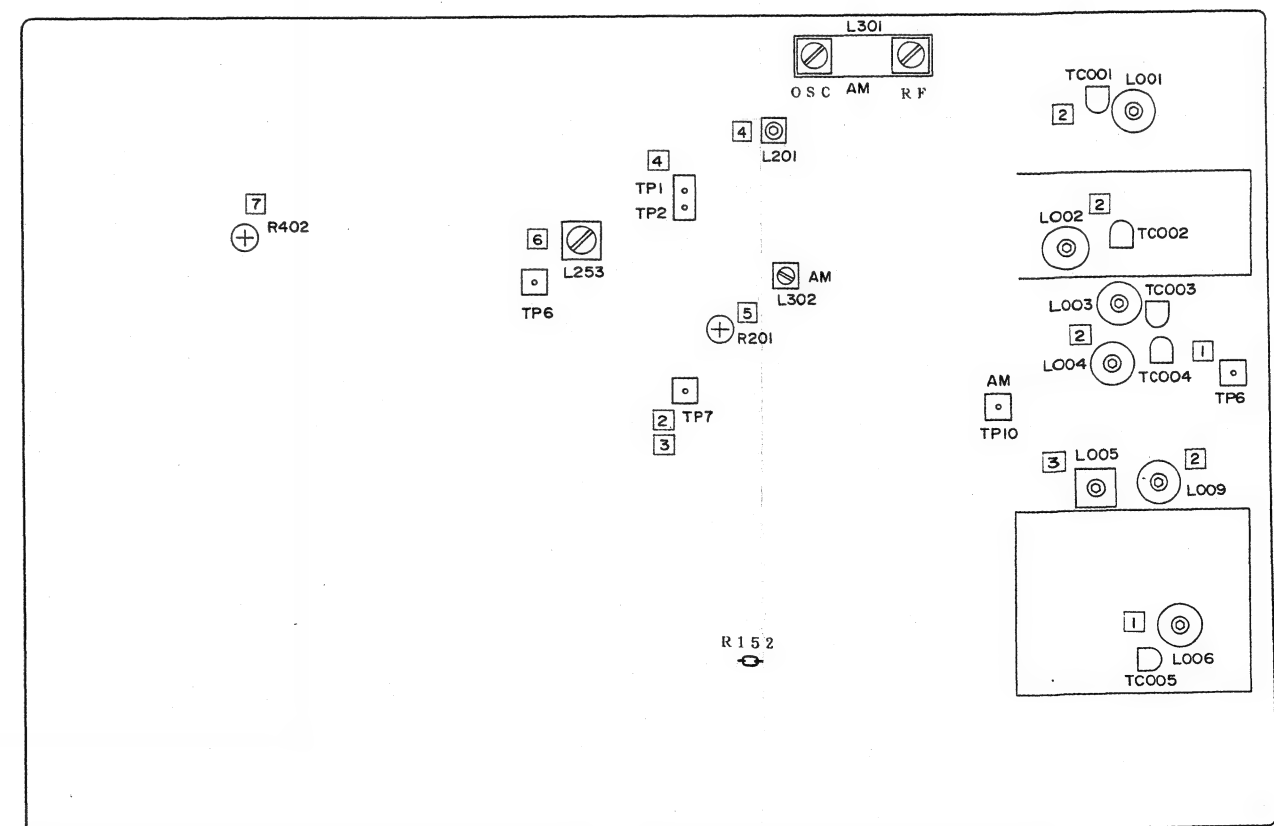 L301
OSC AM RF
TC001 L001
2
4
L201
4
TP1
TP2
7
R402
6
L253
TP6
AM
L302
5
R201
TP7
2
3
L002
2
TC002
L003
TC003
2
L004
TC004
1
TP6
AM
TP10
3
L005
2
L009
R152
1
L006
TC005